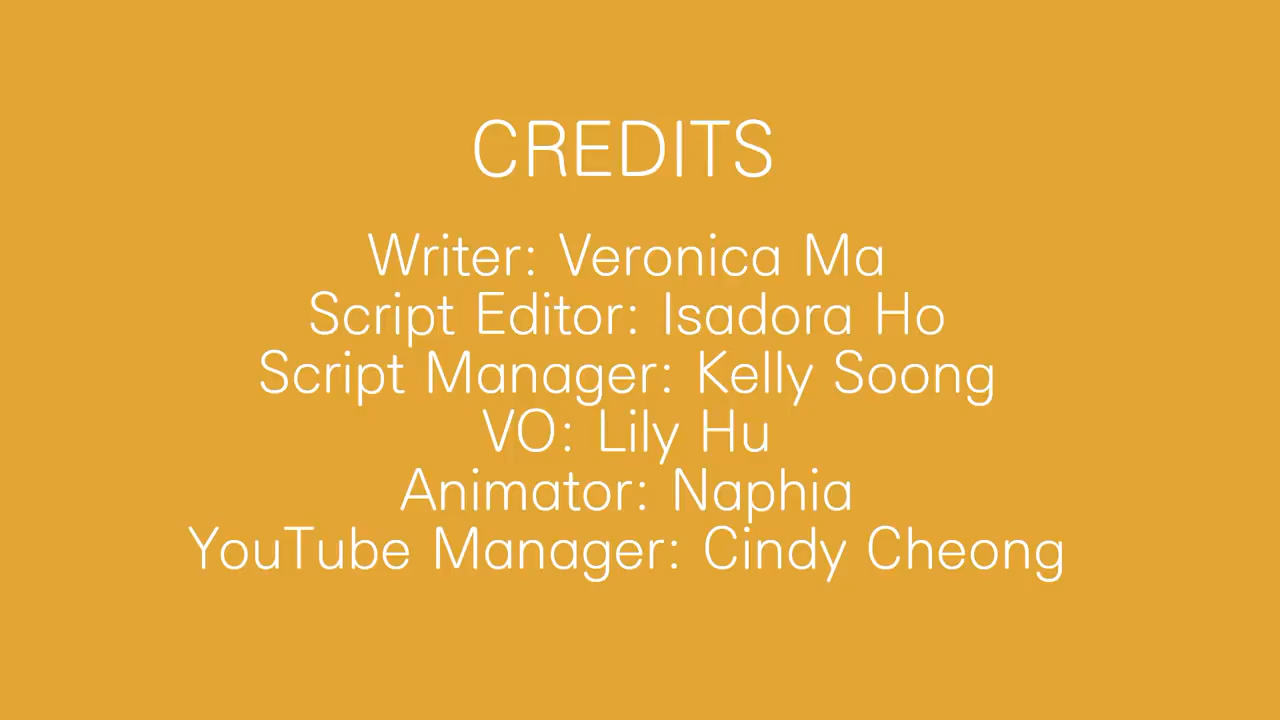 CREDITS
Writer: Veronica Ma
Script Editor: Isadora Ho
Script Manager: Kelly Soong
VO: Lily Hu
Animator: Naphia
YouTube Manager: Cindy Cheong